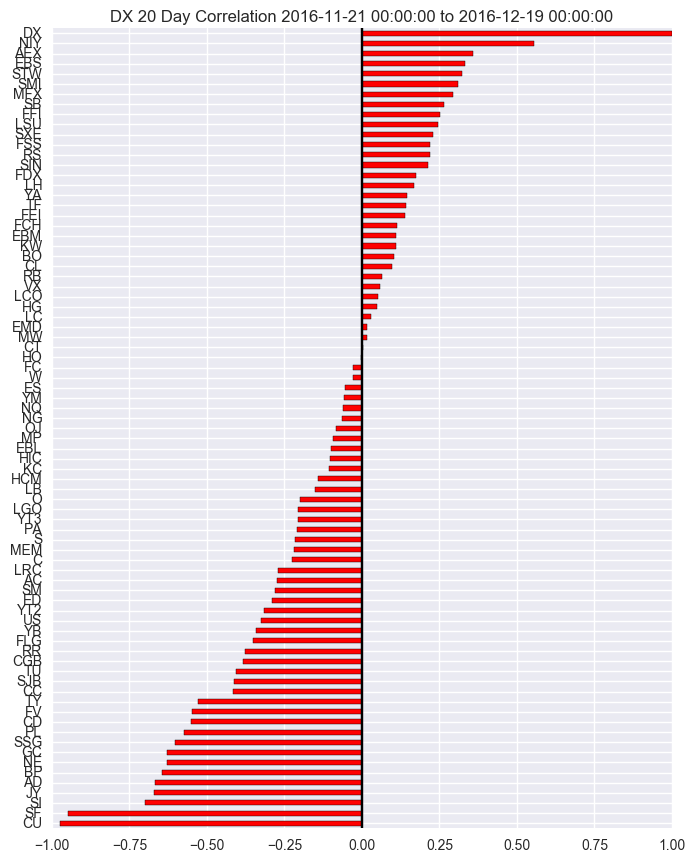 DX 20 Day Correlation 2016-11-21 00:00:00 to 2016-12-19 00:00:00
DX
NIY
AEX
EBS
STW
SMI
MFX
SB
FFI
LSU
SXE
FSS
RS
SIN
FDX
LH
YA
TF
FEI
FCH
EBM
KW
BO
CL
RB
VX
LCO
HG
LC
EMD
MW
CT
HO
FC
W
ES
YM
NQ
NG
OJ
MP
EBL
HIC
KC
HCM
LB
O
LGO
YT3
PA
S
MEM
C
LRC
AC
SM
ED
YT2
US
YB
FLG
RR
CGB
TU
SJB
CC
TY
FV
CD
PL
SSG
GC
NE
BP
AD
JY
SI
SF
CU
−1.00 −0.75 −0.50 −0.25 0.00 0.25 0.50 0.75 1.00